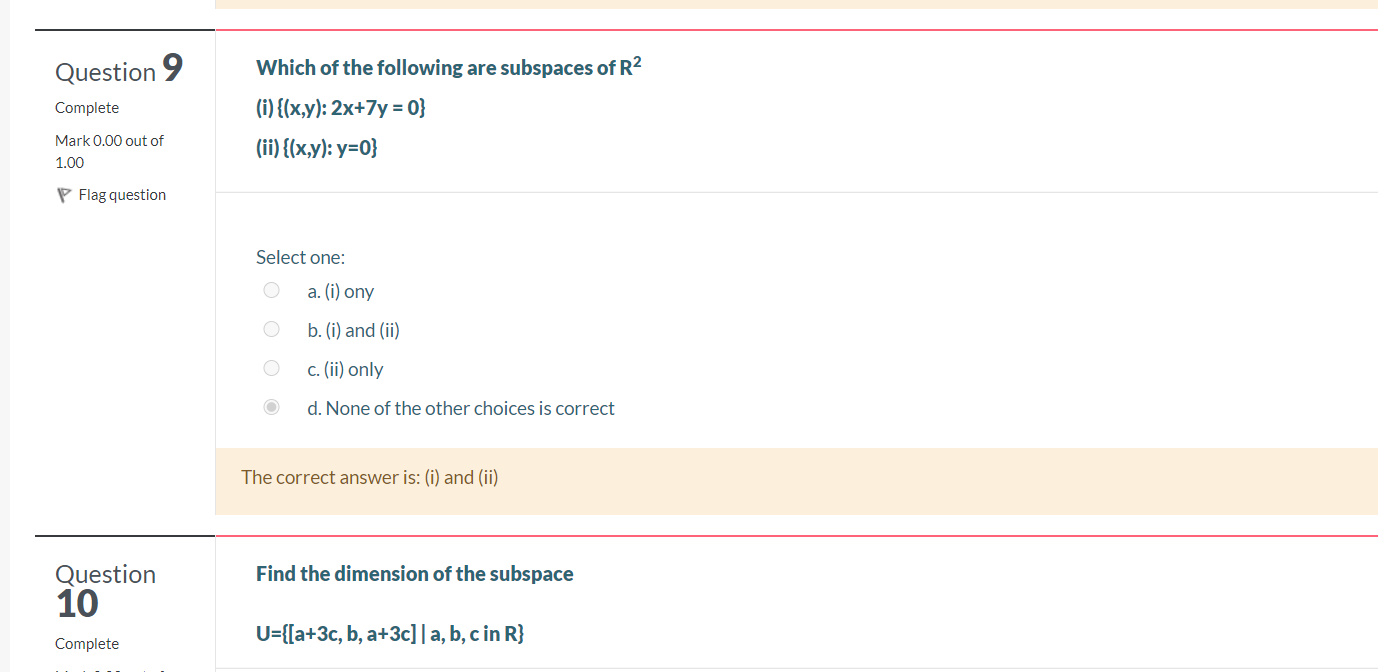 Question 9
Complete
Mark 0.00 out of
1.00
Flag question
Which of the following are subspaces of R²
(i) {(x,y): 2x+7y = 0}
(ii) {(x,y): y=0}
Select one:
a. (i) ony
b. (i) and (ii)
c. (ii) only
d. None of the other choices is correct
The correct answer is: (i) and (ii)
Question
10
Complete
Find the dimension of the subspace
U={[a+3c, b, a+3c] | a, b, c in R}